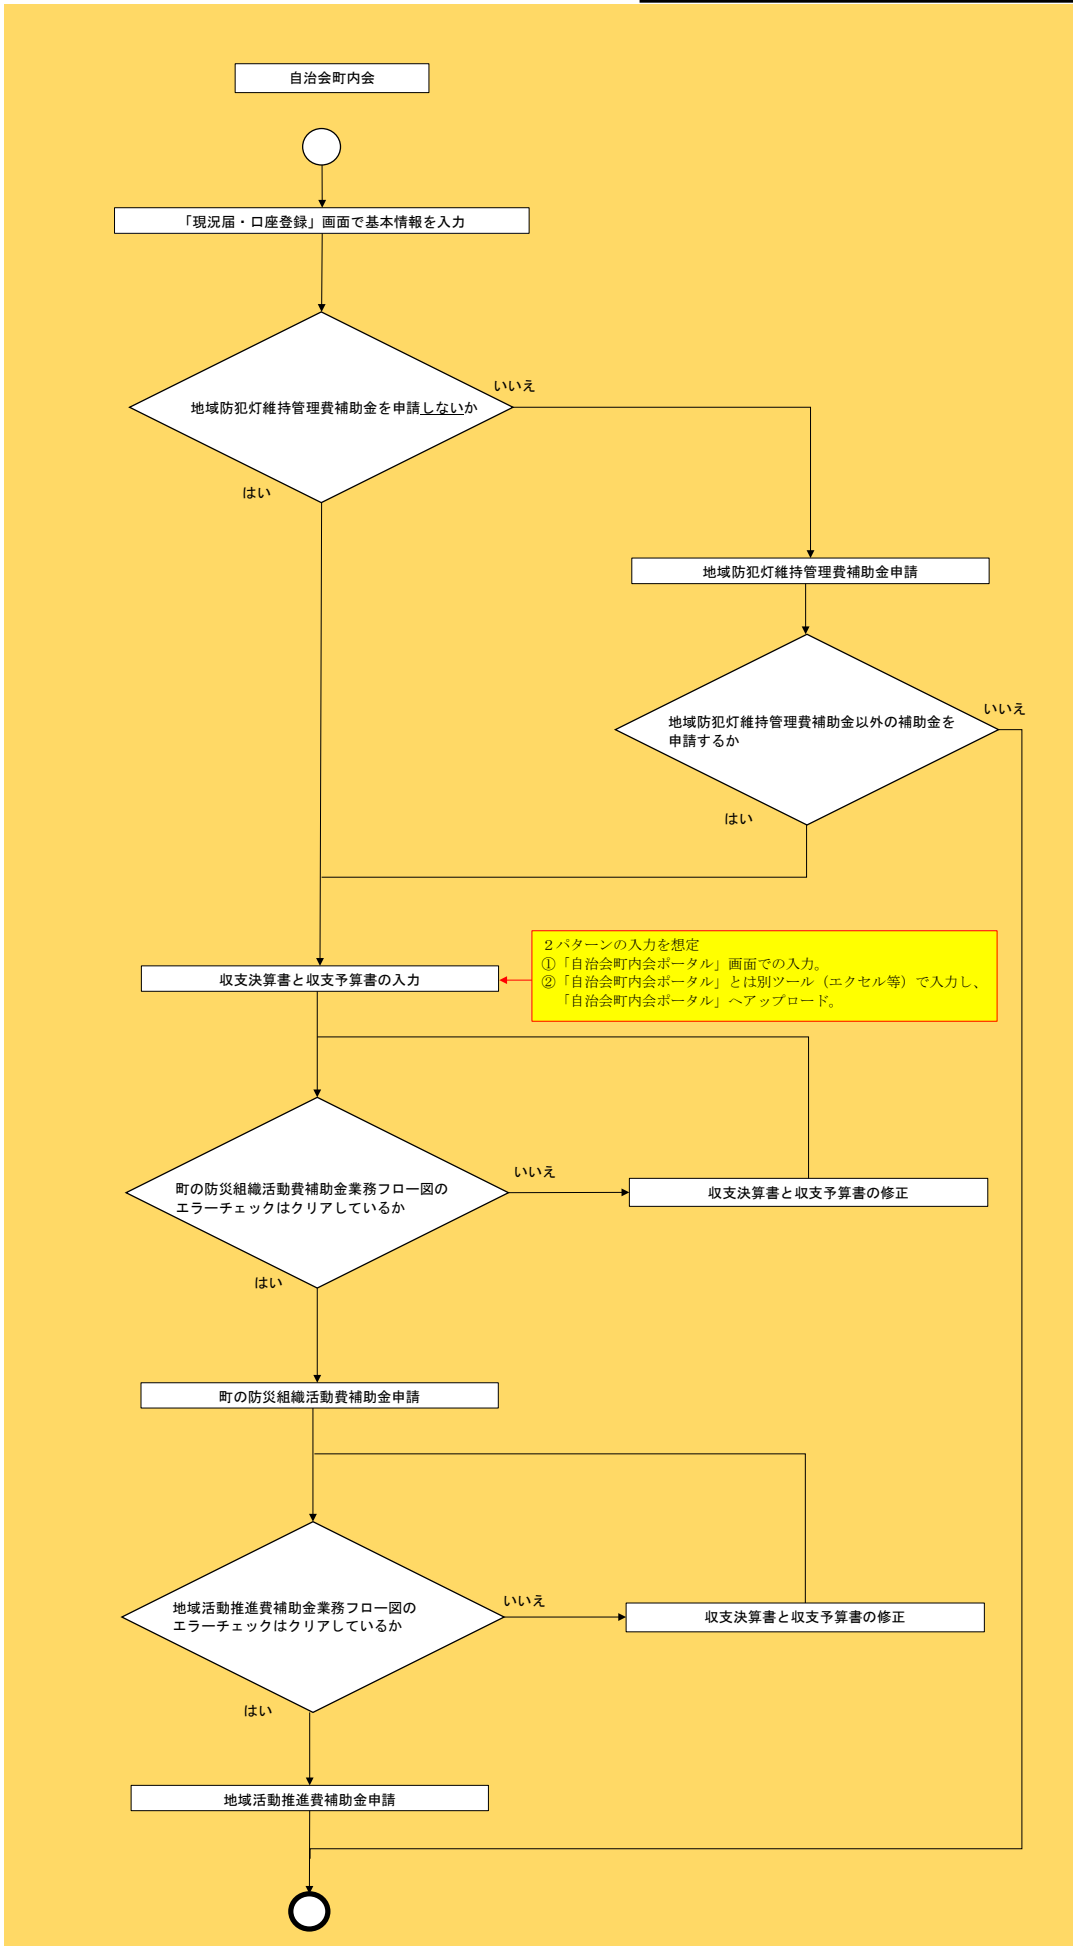 自治会町内会
「現況届・口座登録」画面で基本情報を入力
いいえ
地域防犯灯維持管理費補助金を申請しないか
はい
地域防犯灯維持管理費補助金申請
いいえ
地域防犯灯維持管理費補助金以外の補助金を
申請するか
はい
２パターンの入力を想定
①「自治会町内会ポータル」画面での入力。
②「自治会町内会ポータル」とは別ツール（エクセル等）で入力し、
「自治会町内会ポータル」へアップロード。
収支決算書と収支予算書の入力
いいえ
町の防災組織活動費補助金業務フロー図の
エラーチェックはクリアしているか
収支決算書と収支予算書の修正
はい
町の防災組織活動費補助金申請
いいえ
地域活動推進費補助金業務フロー図の
エラーチェックはクリアしているか
収支決算書と収支予算書の修正
はい
地域活動推進費補助金申請